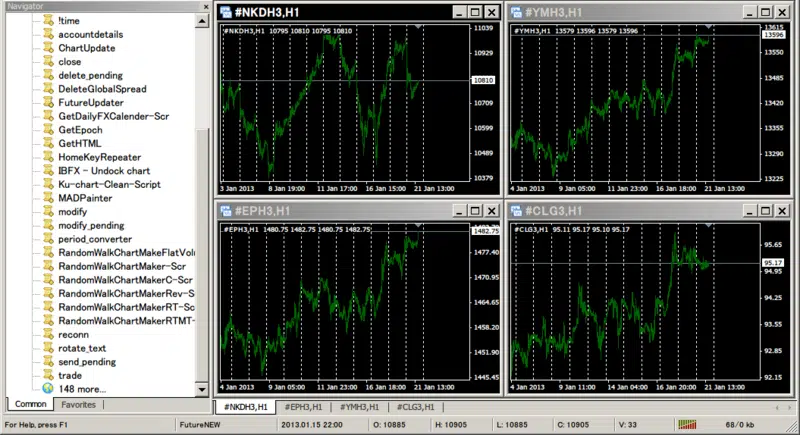 Navigator
!time
accountdetails
ChartUpdate
close
delete_pending
DeleteGlobalSpread
FutureUpdater
GetDailyFXCalender-Scr
GetEpoch
GetHTML
HomeKeyRepeater
IBFX - Undock chart
Ku-chart-Clean-Script
MADPainter
modify
modify_pending
period_converter
RandomWalkChartMakeFlatVolu
RandomWalkChartMaker-Scr
RandomWalkChartMakerC-Scr
RandomWalkChartMakerRev-S
RandomWalkChartMakerRT-Sc
RandomWalkChartMakerRTMT-
reconn
rotate_text
send_pending
trade
148 more...
Common Favorites
#NKDH3,H1
#NKDH3,H1 10795 10810 10795 10810
11039
10929
10810
10709
10599
10489
10379
3 Jan 2013 8 Jan 19:00 11 Jan 17:00 16 Jan 15:00 21 Jan 13:00
#YMH3,H1
#YMH3,H1 13579 13596 13579 13596
13615
13596
13550
13485
13420
13355
13290
13225
4 Jan 2013 9 Jan 05:00 11 Jan 22:00 16 Jan 18:00 21 Jan 13:00
#EPH3,H1
#EPH3,H1 1480.75 1482.75 1480.75 1482.75
1482.75
1477.40
1470.95
1464.65
1458.20
1451.90
1445.45
4 Jan 2013 9 Jan 06:00 11 Jan 23:00 16 Jan 19:00 21 Jan 13:00
#CLG3,H1
#CLG3,H1 95.11 95.17 95.10 95.17
95.65
95.17
94.95
94.25
93.55
92.85
92.15
4 Jan 2013 9 Jan 11:00 14 Jan 04:00 16 Jan 20:00 21 Jan 13:00
#NKDH3,H1 #EPH3,H1 #YMH3,H1 #CLG3,H1
For Help, press F1 FutureNEW 2013.01.15 22:00 O: 10885 H: 10905 L: 10885 C: 10905 V: 33 68/0 kb